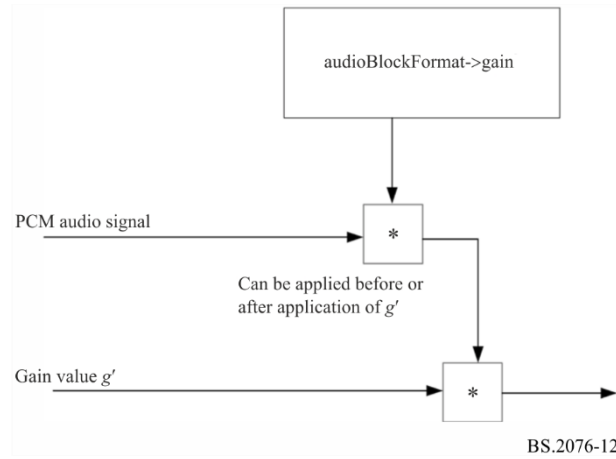 audioBlockFormat->gain
PCM audio signal
*
Can be applied before or
after application of g′
Gain value g′
*
BS.2076-12